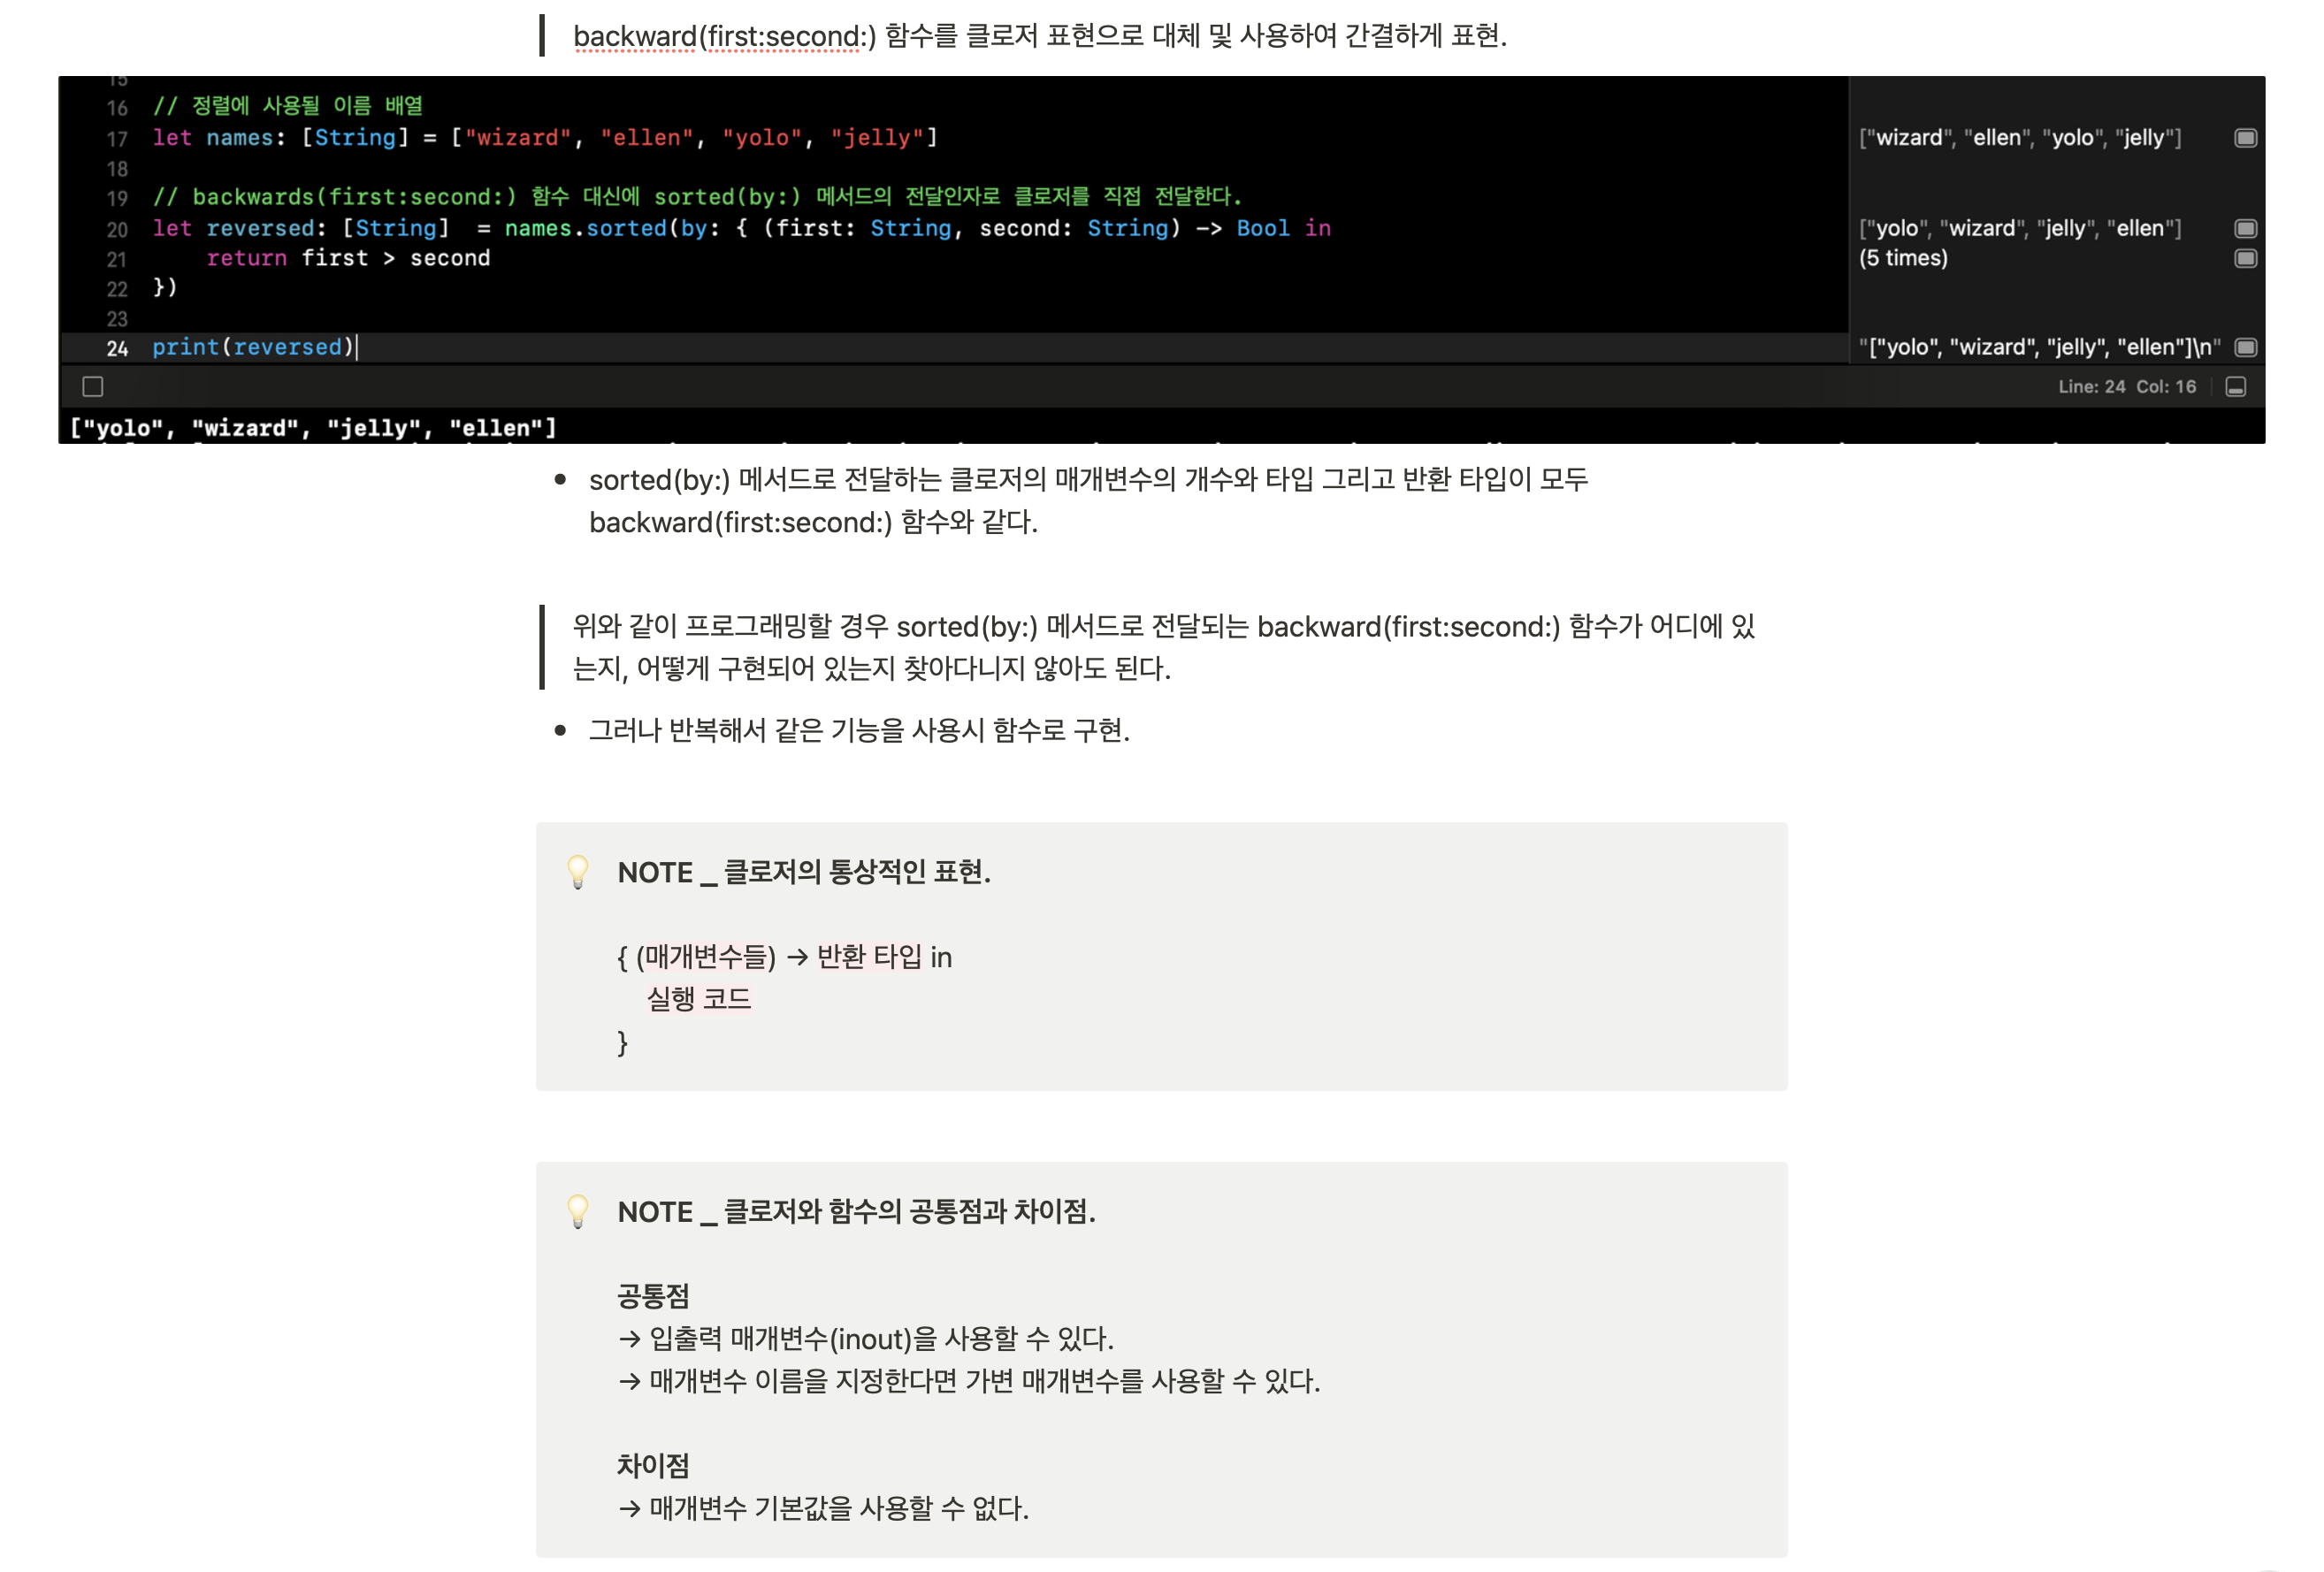 backward(first:second:) 함수를 클로저 표현으로 대체 및 사용하여 간결하게 표현.
15
16 // 정렬에 사용될 이름 배열
17 let names: [String] = ["wizard", "ellen", "yolo", "jelly"] ["wizard", "ellen", "yolo", "jelly"]
18
19 // backwards(first:second:) 함수 대신에 sorted(by:) 메서드의 전달인자로 클로저를 직접 전달한다.
20 let reversed: [String]  = names.sorted(by: { (first: String, second: String) -> Bool in ["yolo", "wizard", "jelly", "ellen"]
21     return first > second (5 times)
22 })
23
24 print(reversed) "["yolo", "wizard", "jelly", "ellen"]\n"
Line: 24 Col: 16
["yolo", "wizard", "jelly", "ellen"]
• sorted(by:) 메서드로 전달하는 클로저의 매개변수의 개수와 타입 그리고 반환 타입이 모두
backward(first:second:) 함수와 같다.
위와 같이 프로그래밍할 경우 sorted(by:) 메서드로 전달되는 backward(first:second:) 함수가 어디에 있
는지, 어떻게 구현되어 있는지 찾아다니지 않아도 된다.
• 그러나 반복해서 같은 기능을 사용시 함수로 구현.
NOTE _ 클로저의 통상적인 표현.
{ (매개변수들) → 반환 타입 in
실행 코드
}
NOTE _ 클로저와 함수의 공통점과 차이점.
공통점
→ 입출력 매개변수(inout)을 사용할 수 있다.
→ 매개변수 이름을 지정한다면 가변 매개변수를 사용할 수 있다.
차이점
→ 매개변수 기본값을 사용할 수 없다.